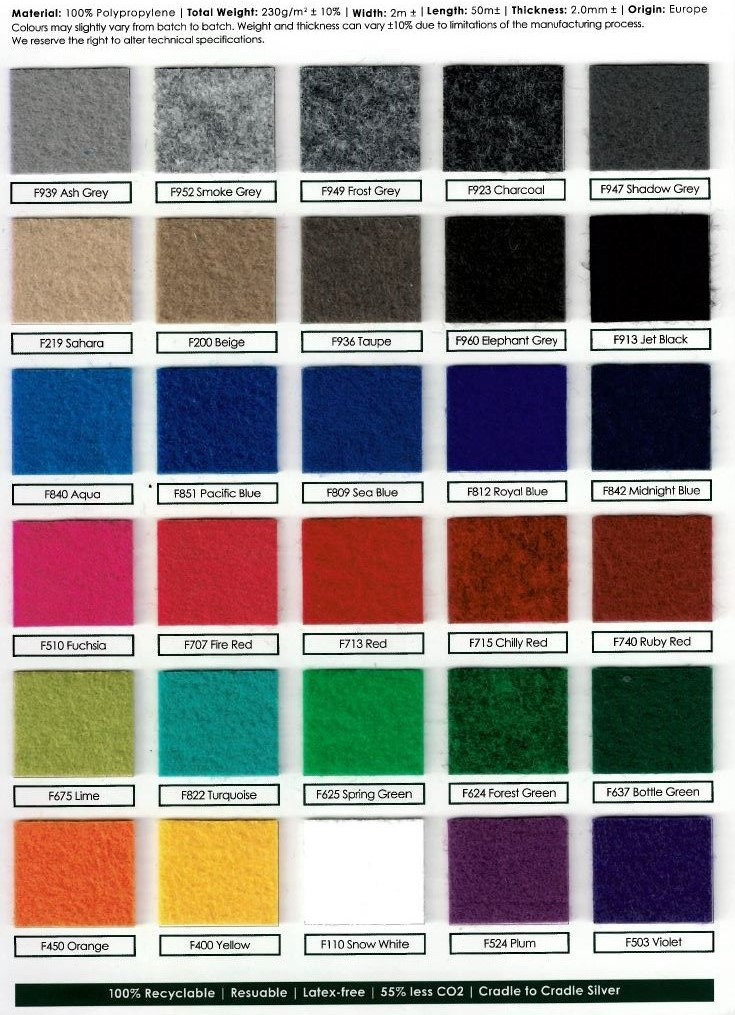 Material: 100% Polypropylene | Total Weight: 230g/m² ± 10% | Width: 2m ± | Length: 50m± | Thickness: 2.0mm ± | Origin: Europe
Colours may slightly vary from batch to batch. Weight and thickness can vary ±10% due to limitations of the manufacturing process.
We reserve the right to alter technical specifications.
F939 Ash Grey
F952 Smoke Grey
F949 Frost Grey
F923 Charcoal
F947 Shadow Grey
F219 Sahara
F200 Beige
F936 Taupe
F960 Elephant Grey
F913 Jet Black
F840 Aqua
F851 Pacific Blue
F809 Sea Blue
F812 Royal Blue
F842 Midnight Blue
F510 Fuchsia
F707 Fire Red
F713 Red
F715 Chilly Red
F740 Ruby Red
F675 Lime
F822 Turquoise
F625 Spring Green
F624 Forest Green
F637 Bottle Green
F450 Orange
F400 Yellow
F110 Snow White
F524 Plum
F503 Violet
100% Recyclable | Resuable | Latex-free | 55% less CO2 | Cradle to Cradle Silver